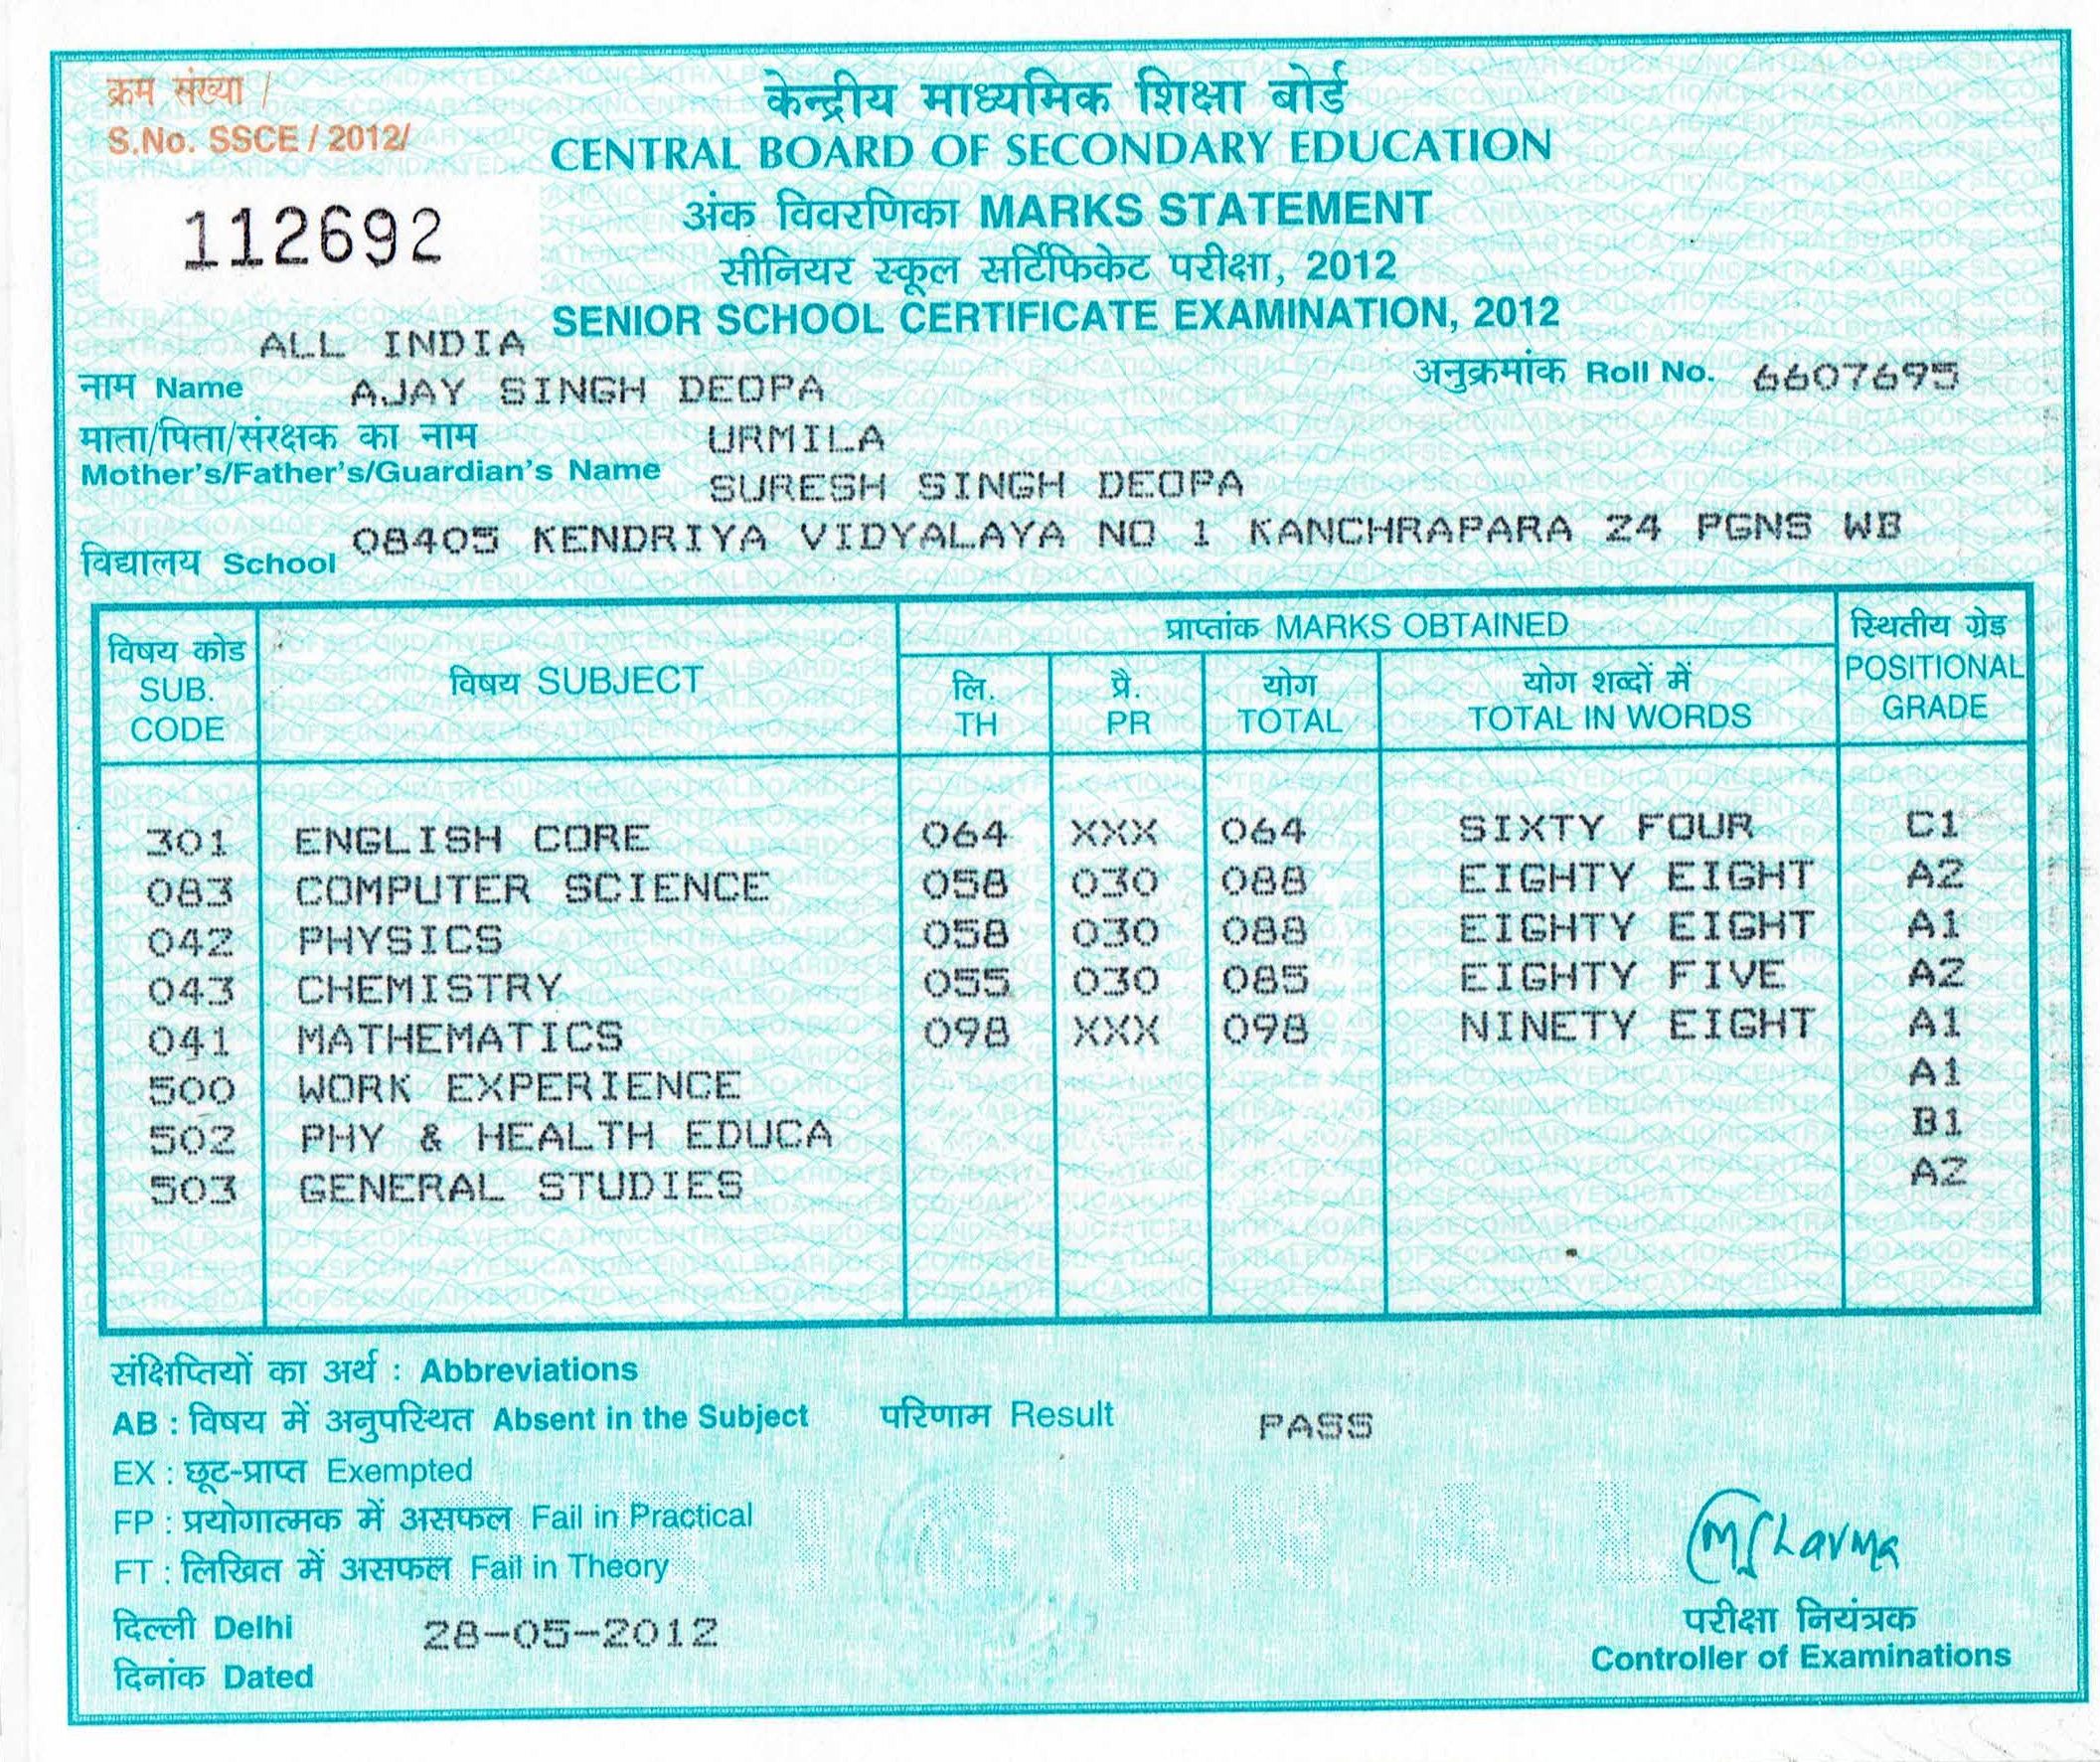 क्रम संख्या /
S.No. SSCE / 2012/
112692
केन्द्रीय माध्यमिक शिक्षा बोर्ड
CENTRAL BOARD OF SECONDARY EDUCATION
अंक विवरणिका MARKS STATEMENT
सीनियर स्कूल सर्टिफिकेट परीक्षा, 2012
SENIOR SCHOOL CERTIFICATE EXAMINATION, 2012
ALL INDIA
नाम Name AJAY SINGH DEOPA अनुक्रमांक Roll No. 6607695
माता/पिता/संरक्षक का नाम URMILA
Mother's/Father's/Guardian's Name SURESH SINGH DEOPA
विद्यालय School 08405 KENDRIYA VIDYALAYA NO 1 KANCHRAPARA 24 PGNS WB
विषय कोड SUB. CODE विषय SUBJECT प्राप्तांक MARKS OBTAINED स्थितीय ग्रेड POSITIONAL GRADE
लि. TH प्रै. PR योग TOTAL योग शब्दों में TOTAL IN WORDS
301 ENGLISH CORE 064 XXX 064 SIXTY FOUR C1
083 COMPUTER SCIENCE 058 030 088 EIGHTY EIGHT A2
042 PHYSICS 058 030 088 EIGHTY EIGHT A1
043 CHEMISTRY 055 030 085 EIGHTY FIVE A2
041 MATHEMATICS 098 XXX 098 NINETY EIGHT A1
500 WORK EXPERIENCE A1
502 PHY & HEALTH EDUCA B1
503 GENERAL STUDIES A2
संक्षिप्तियों का अर्थ : Abbreviations
AB : विषय में अनुपस्थित Absent in the Subject परिणाम Result PASS
EX : छूट-प्राप्त Exempted
FP : प्रयोगात्मक में असफल Fail in Practical
FT : लिखित में असफल Fail in Theory
ORIGINAL
MSharma
दिल्ली Delhi 28-05-2012 परीक्षा नियंत्रक
दिनांक Dated Controller of Examinations